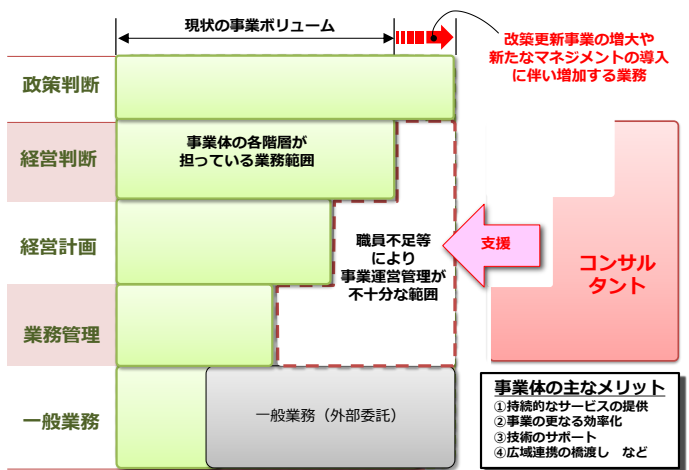 現状の事業ボリューム
改築更新事業の増大や
新たなマネジメントの導入
に伴い増加する業務
政策判断
経営判断
事業体の各階層が
担っている業務範囲
経営計画
職員不足等
により
事業運営管理が
不十分な範囲
支援
コンサル
タント
業務管理
一般業務
一般業務（外部委託）
事業体の主なメリット
①持続的なサービスの提供
②事業の更なる効率化
③技術のサポート
④広域連携の橋渡し　など